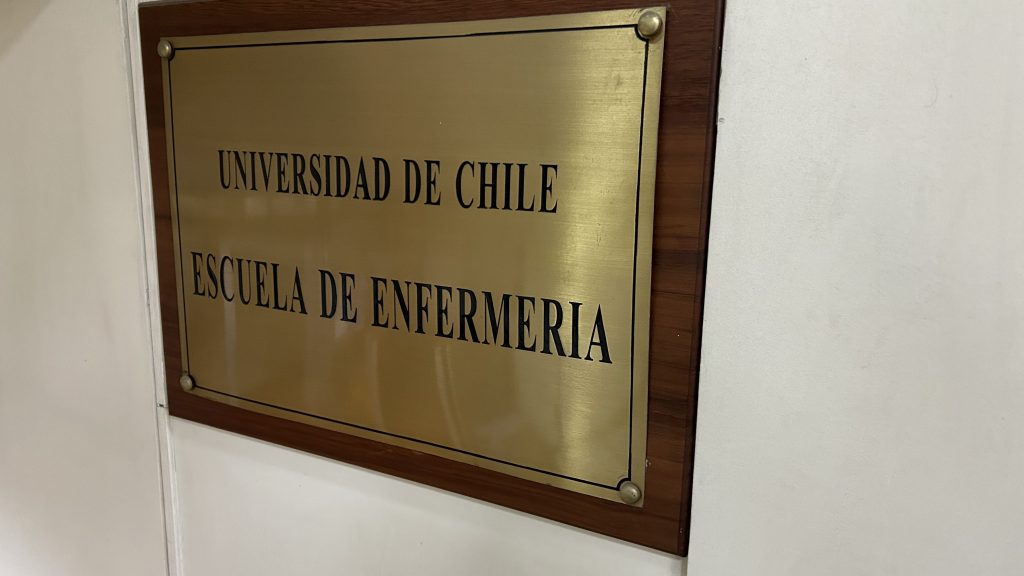 UNIVERSIDAD DE CHILE
ESCUELA DE ENFERMERIA